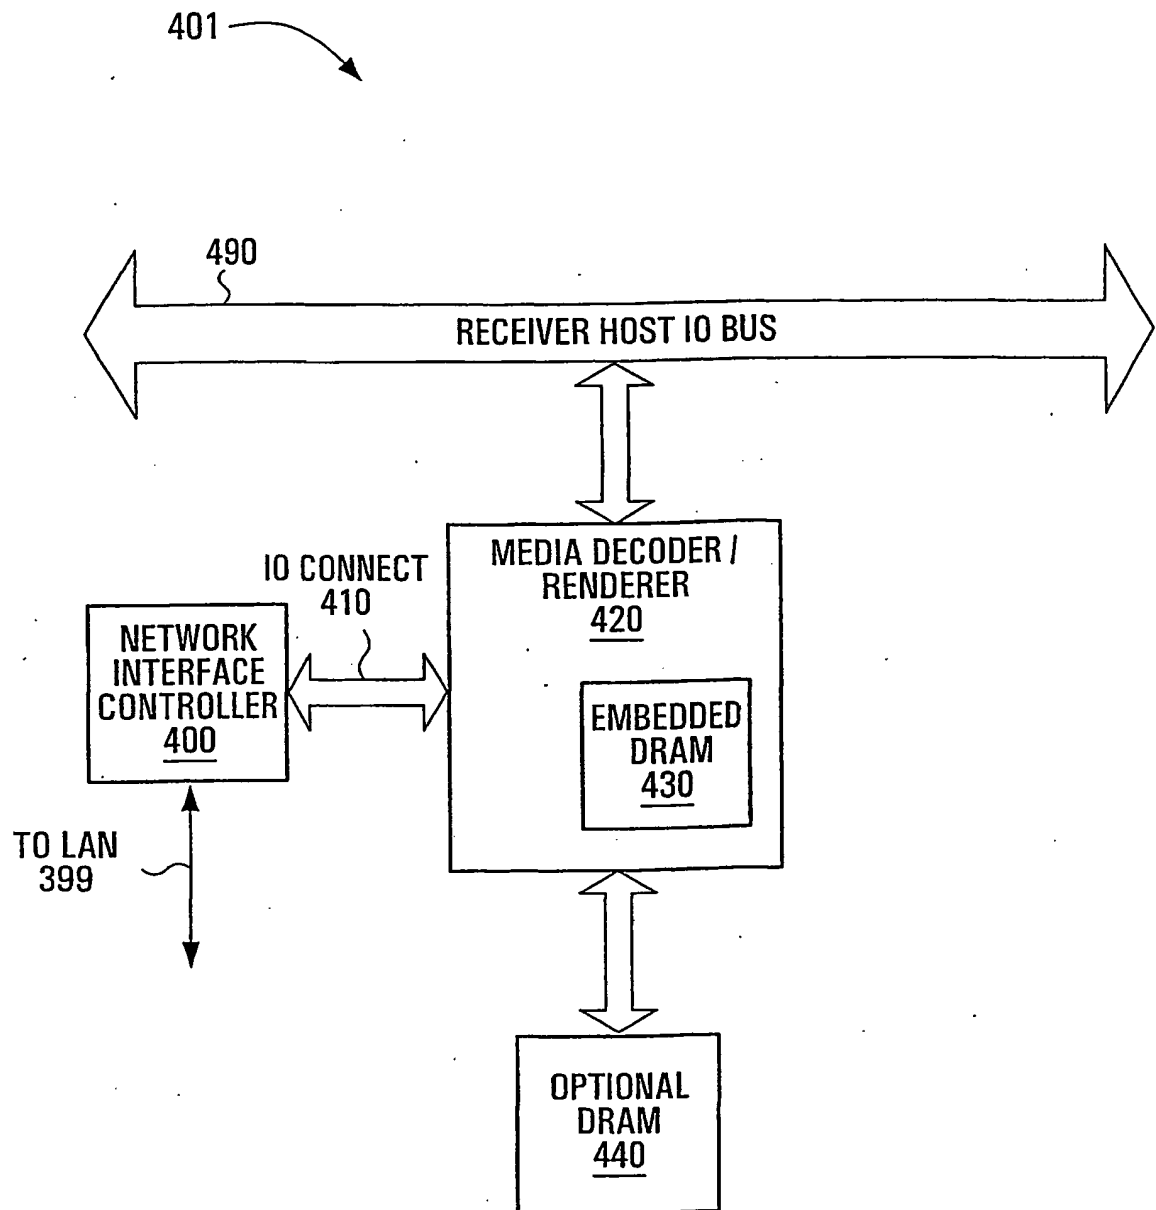 401
490
RECEIVER HOST IO BUS
MEDIA DECODER /
RENDERER
420
IO CONNECT
410
NETWORK
INTERFACE
CONTROLLER
400
EMBEDDED
DRAM
430
TO LAN
399
OPTIONAL
DRAM
440